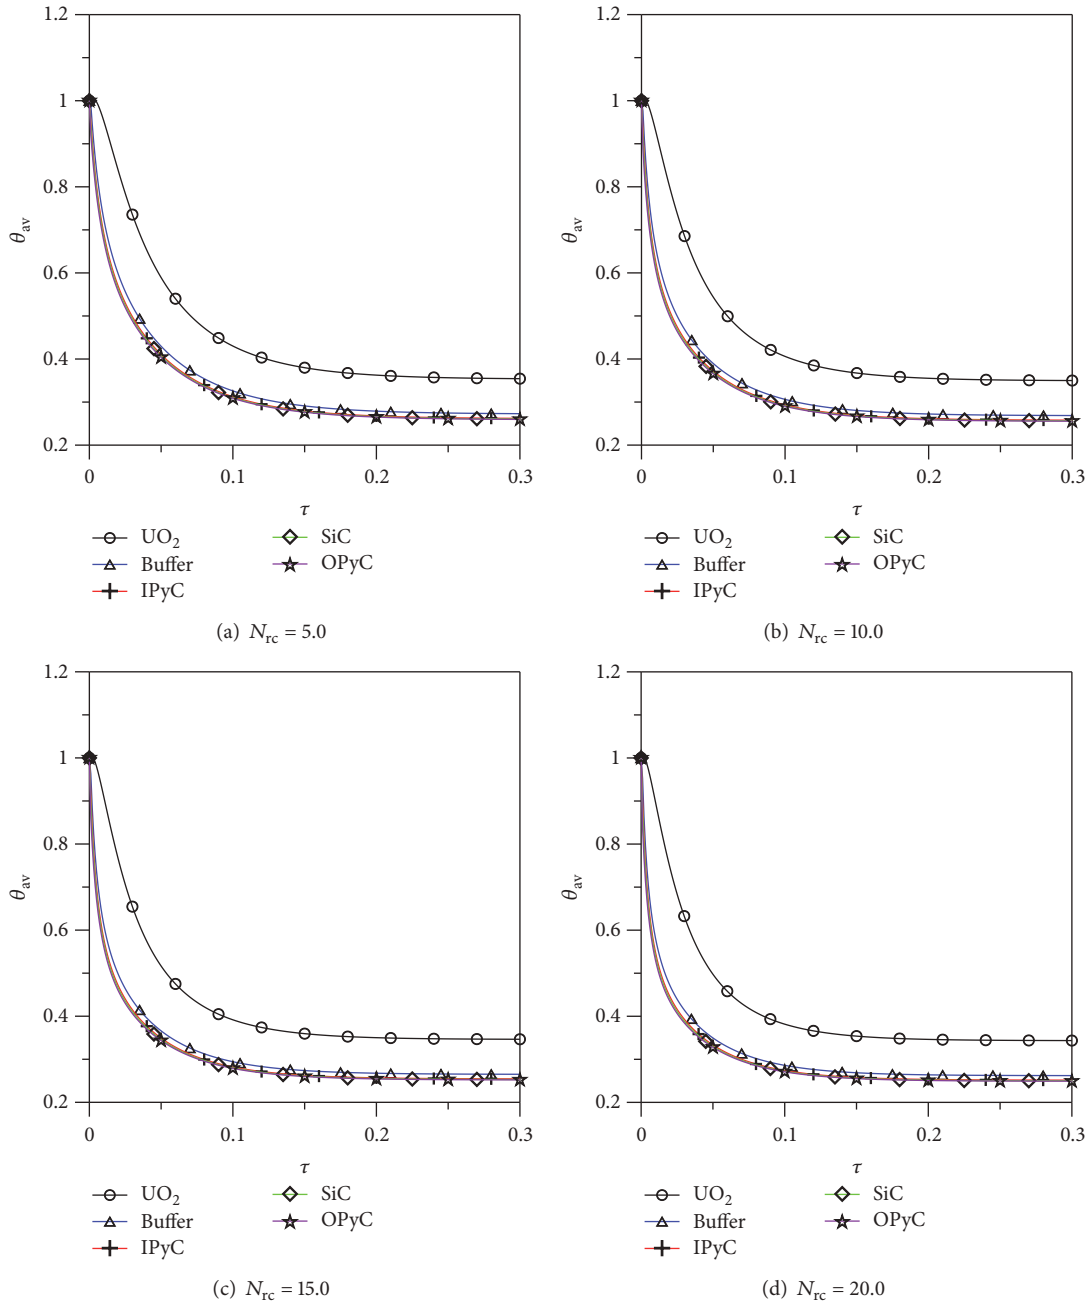 1.2
1
0.8
0.6
0.4
0.2
θav
0 0.1 0.2 0.3
τ
UO2
Buffer
IPyC
SiC
OPyC
(a) Nrc = 5.0
1.2
1
0.8
0.6
0.4
0.2
θav
0 0.1 0.2 0.3
τ
UO2
Buffer
IPyC
SiC
OPyC
(b) Nrc = 10.0
1.2
1
0.8
0.6
0.4
0.2
θav
0 0.1 0.2 0.3
τ
UO2
Buffer
IPyC
SiC
OPyC
(c) Nrc = 15.0
1.2
1
0.8
0.6
0.4
0.2
θav
0 0.1 0.2 0.3
τ
UO2
Buffer
IPyC
SiC
OPyC
(d) Nrc = 20.0